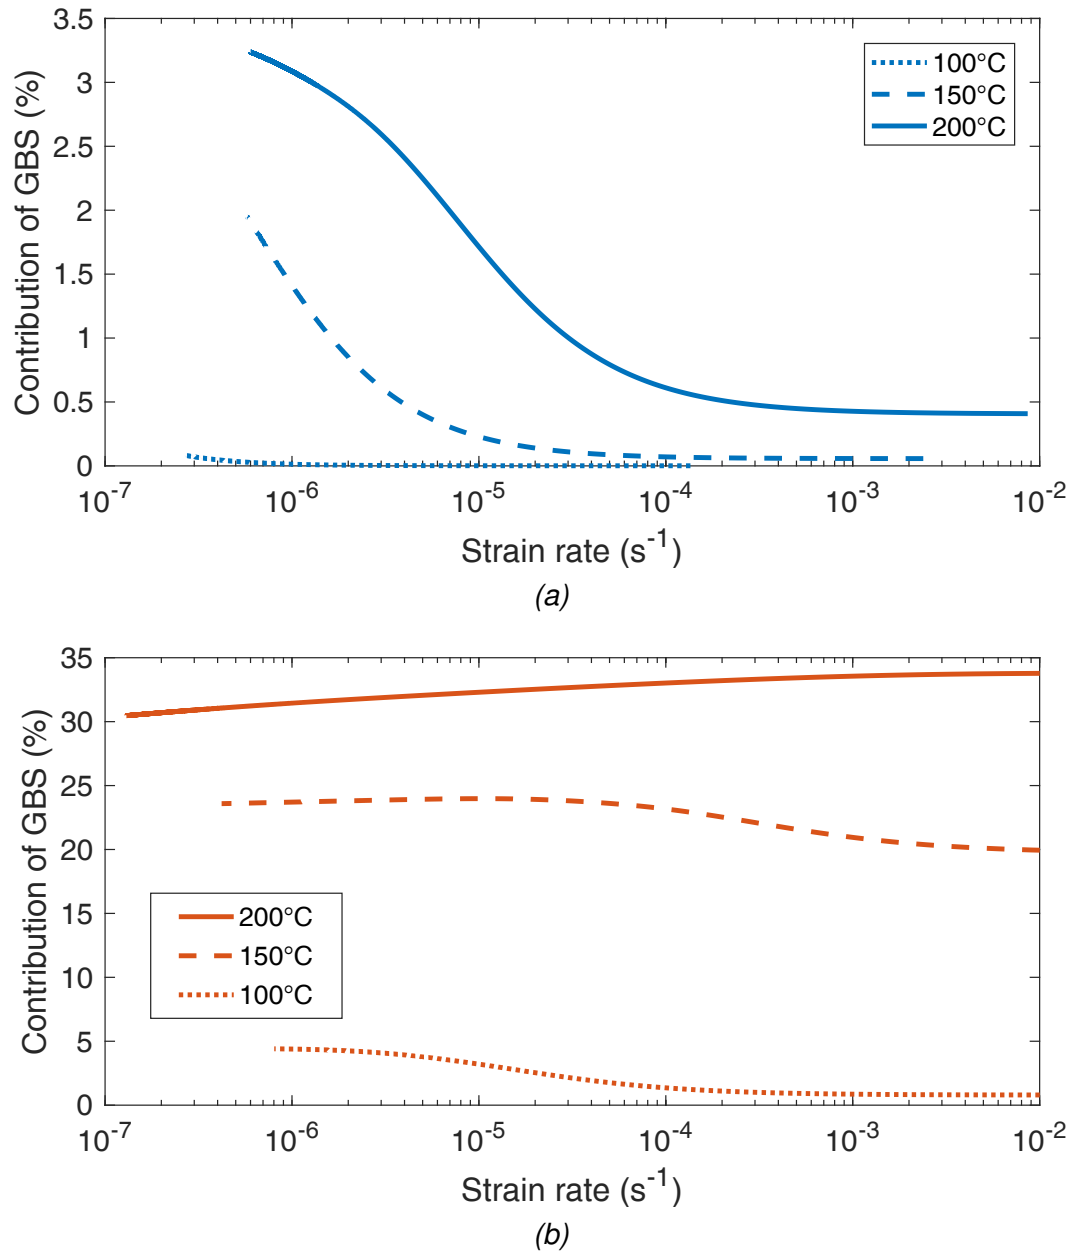 3.5
3
2.5
2
1.5
1
0.5
0
Contribution of GBS (%)
100°C
150°C
200°C
10⁻⁷ 10⁻⁶ 10⁻⁵ 10⁻⁴ 10⁻³ 10⁻²
Strain rate (s⁻¹)
(a)
35
30
25
20
15
10
5
0
Contribution of GBS (%)
200°C
150°C
100°C
10⁻⁷ 10⁻⁶ 10⁻⁵ 10⁻⁴ 10⁻³ 10⁻²
Strain rate (s⁻¹)
(b)